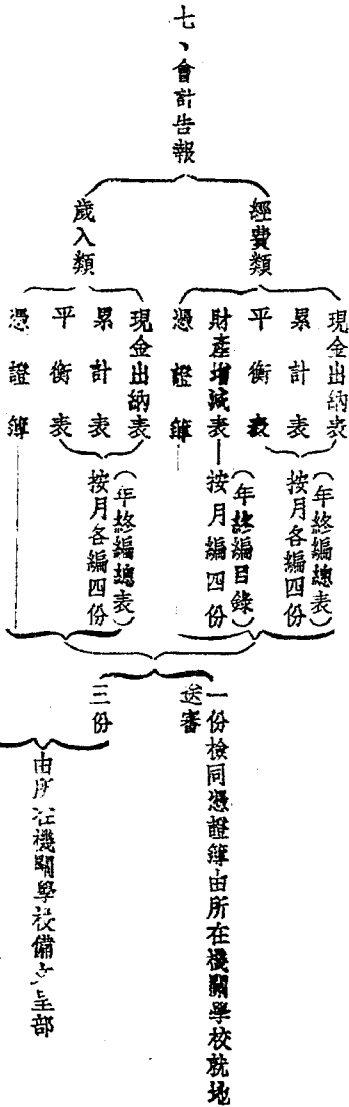 七、會計告報
經費類
現金出納表
累計表
平衡表
(年終編總表)
按月各編四份
財產增減表
(年終編目錄)
按月編四份
憑證簿
歲入類
現金出納表
累計表
平衡表
(年終編總表)
按月各編四份
憑證簿
一份檢同憑證簿由所在機關學校就地
送審
三份
由所在機關學校備文呈部